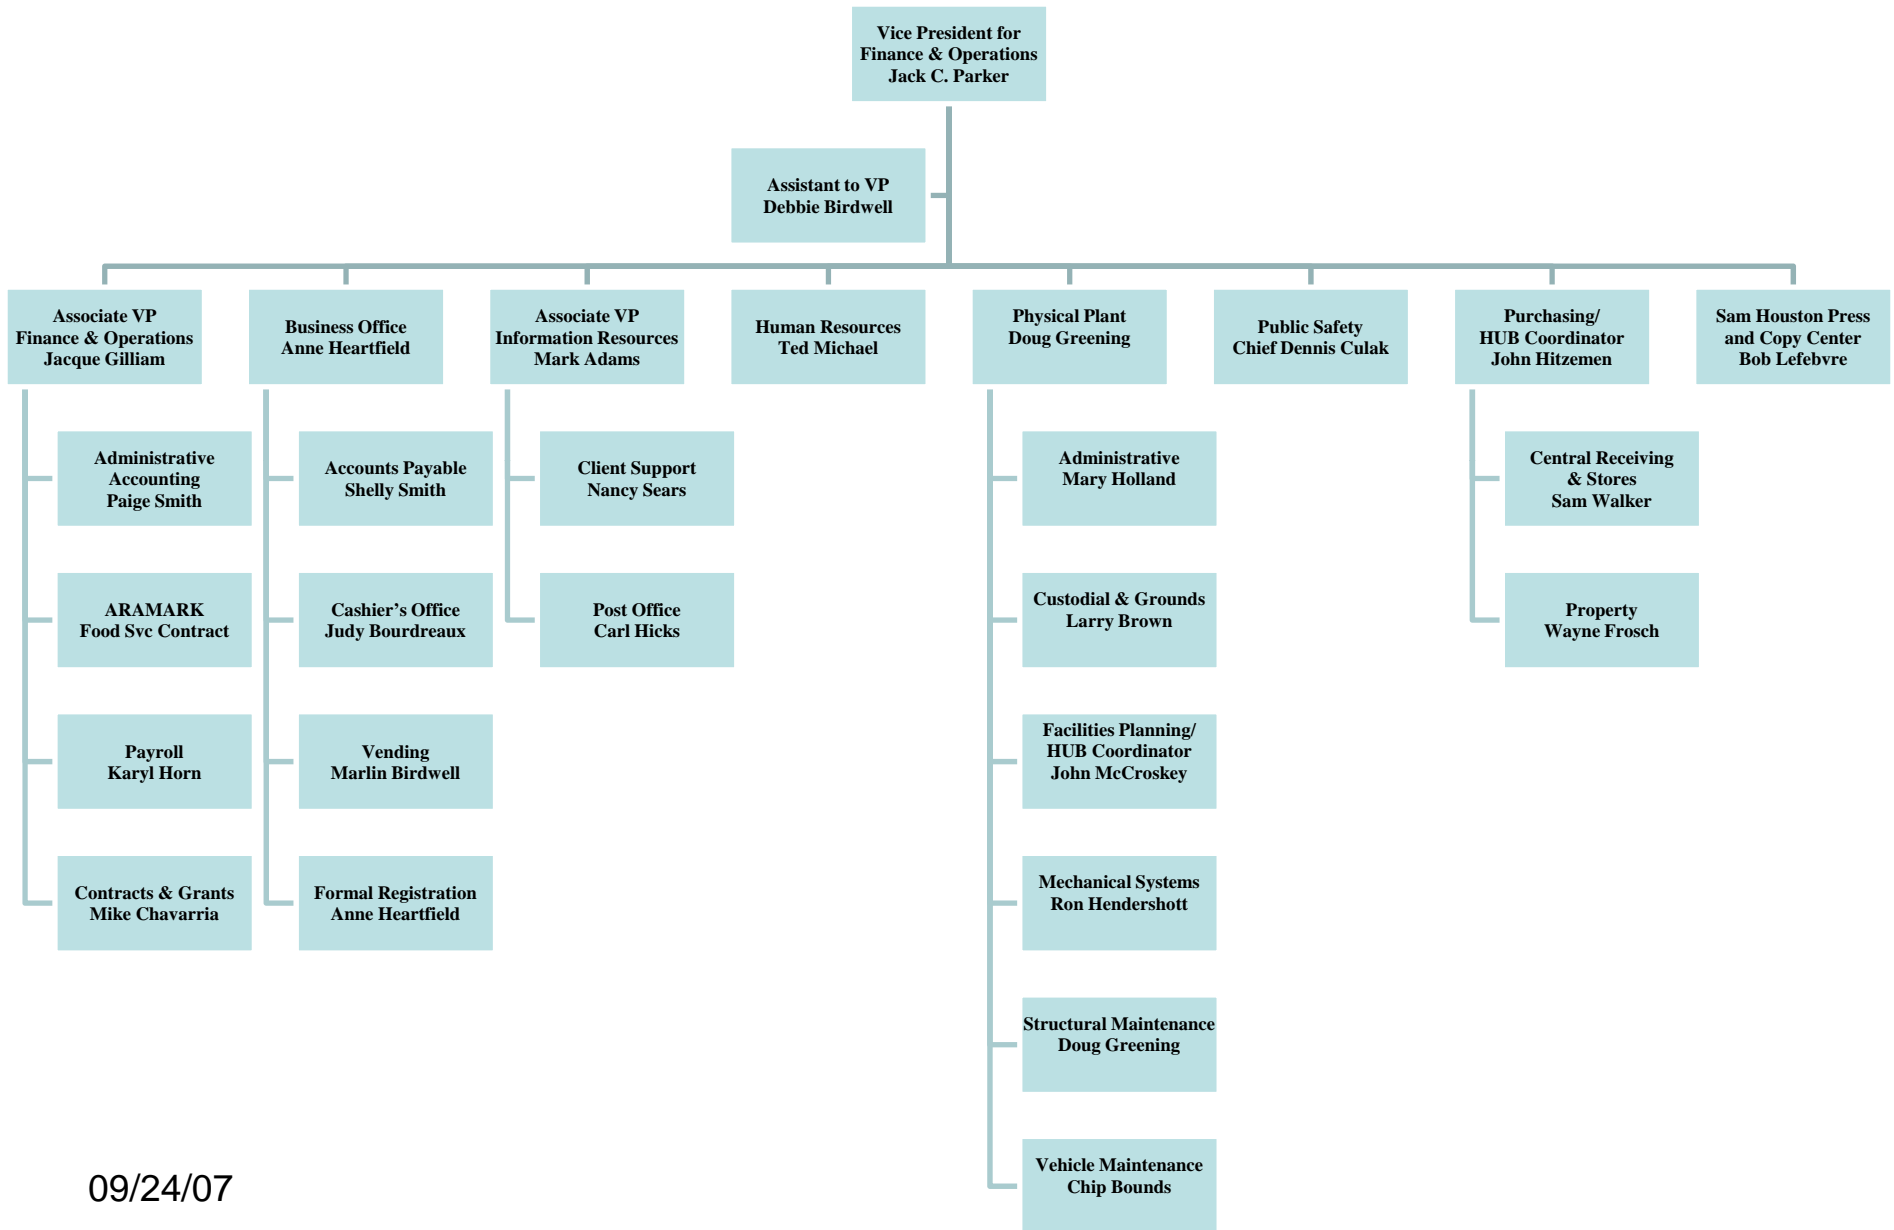 Vice President for
Finance & Operations
Jack C. Parker
Assistant to VP
Debbie Birdwell
Associate VP
Finance & Operations
Jacque Gilliam
Business Office
Anne Heartfield
Associate VP
Information Resources
Mark Adams
Human Resources
Ted Michael
Physical Plant
Doug Greening
Public Safety
Chief Dennis Culak
Purchasing/
HUB Coordinator
John Hitzemen
Sam Houston Press
and Copy Center
Bob Lefebvre
Administrative
Accounting
Paige Smith
Accounts Payable
Shelly Smith
Client Support
Nancy Sears
Administrative
Mary Holland
Central Receiving
& Stores
Sam Walker
ARAMARK
Food Svc Contract
Cashier’s Office
Judy Bourdreaux
Post Office
Carl Hicks
Custodial & Grounds
Larry Brown
Property
Wayne Frosch
Payroll
Karyl Horn
Vending
Marlin Birdwell
Facilities Planning/
HUB Coordinator
John McCroskey
Contracts & Grants
Mike Chavarria
Formal Registration
Anne Heartfield
Mechanical Systems
Ron Hendershott
Structural Maintenance
Doug Greening
Vehicle Maintenance
Chip Bounds
09/24/07